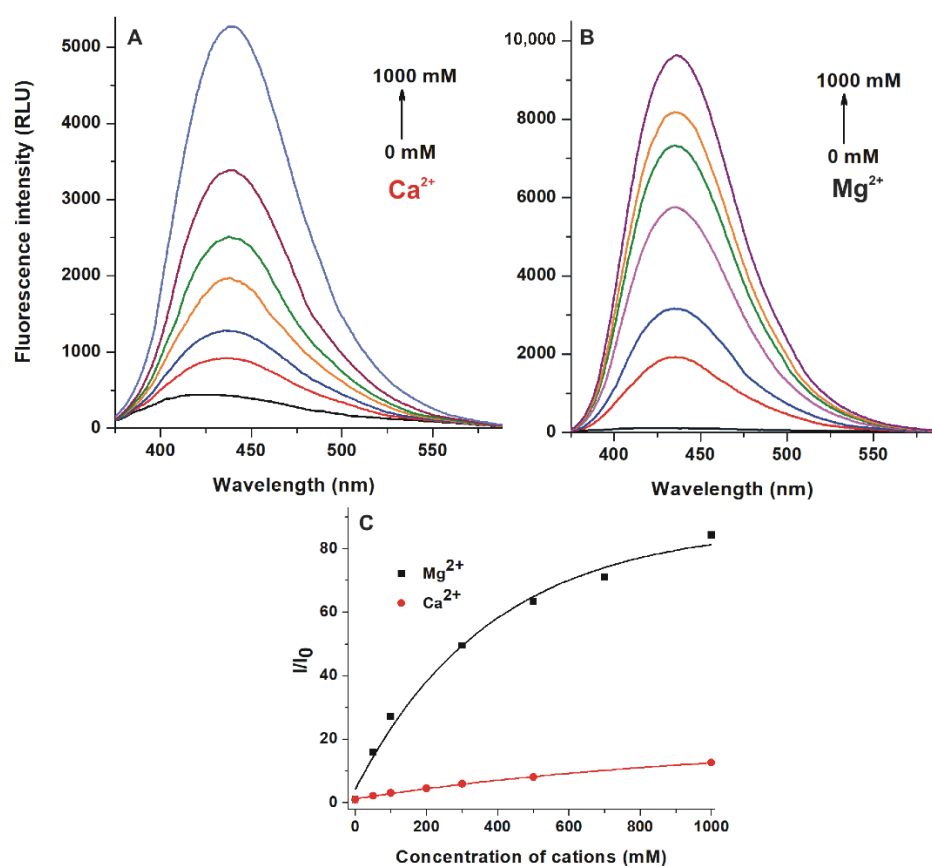 A
Fluorescence intensity (RLU)
5000
4000
3000
2000
1000
0
1000 mM
0 mM
Ca²⁺
400 450 500 550
Wavelength (nm)
B
10,000
8000
6000
4000
2000
0
1000 mM
0 mM
Mg²⁺
400 450 500 550
Wavelength (nm)
C
I/I₀
80
60
40
20
0
Mg²⁺
Ca²⁺
0 200 400 600 800 1000
Concentration of cations (mM)